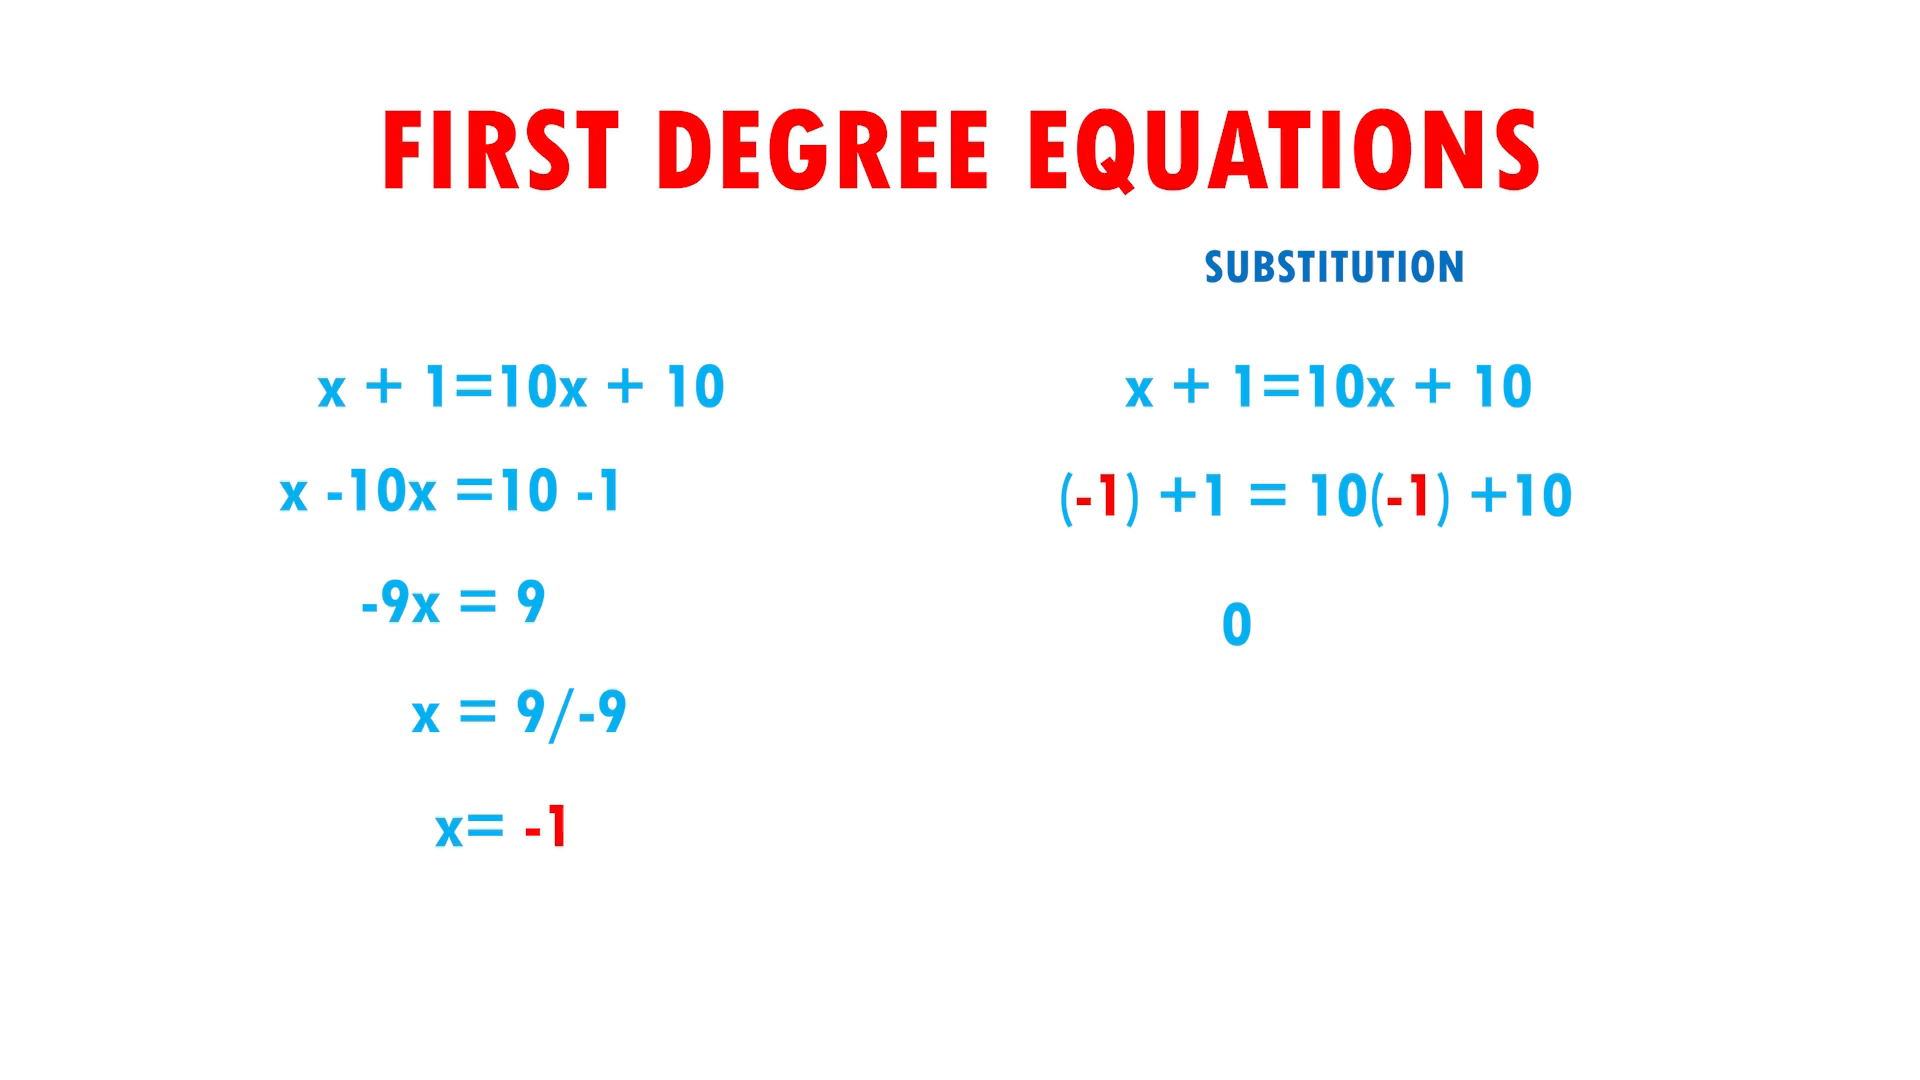 FIRST DEGREE EQUATIONS
SUBSTITUTION
x + 1=10x + 10
x -10x =10 -1
-9x = 9
x = 9/-9
x= -1
x + 1=10x + 10
(-1) +1 = 10(-1) +10
0